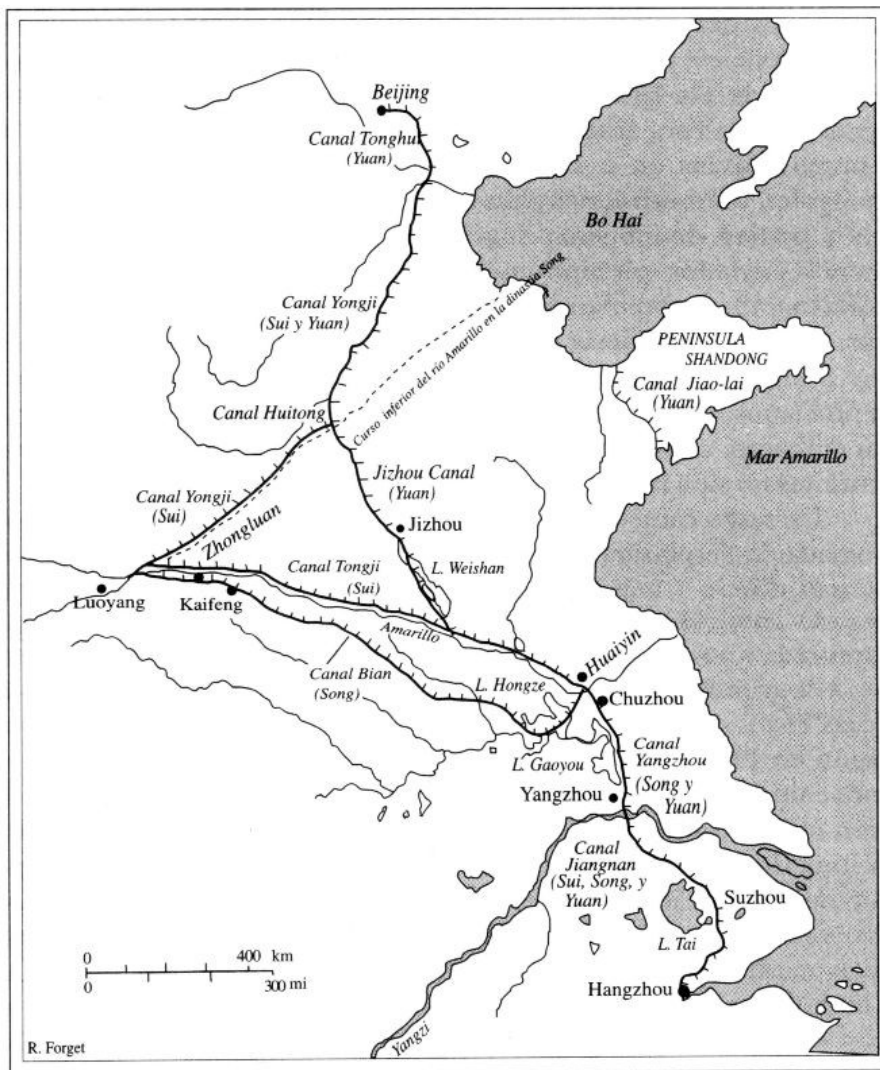 Beijing
Canal Tonghui
(Yuan)
Bo Hai
Canal Yongji
(Sui y Yuan)
Curso inferior del río Amarillo en la dinastía Song
PENINSULA
SHANDONG
Canal Jiao-lai
(Yuan)
Canal Huitong
Mar Amarillo
Jizhou Canal
(Yuan)
Canal Yongji
(Sui)
Zhongluan
Jizhou
L. Weishan
Canal Tongji
(Sui)
Luoyang
Kaifeng
Amarillo
Huaiyin
Canal Bian
(Song)
L. Hongze
Chuzhou
L. Gaoyou
Canal
Yangzhou
(Song y
Yuan)
Yangzhou
Canal
Jiangnan
(Sui, Song, y
Yuan)
Suzhou
L. Tai
0 400 km
0 300 mi
Hangzhou
Yangzi
R. Forget